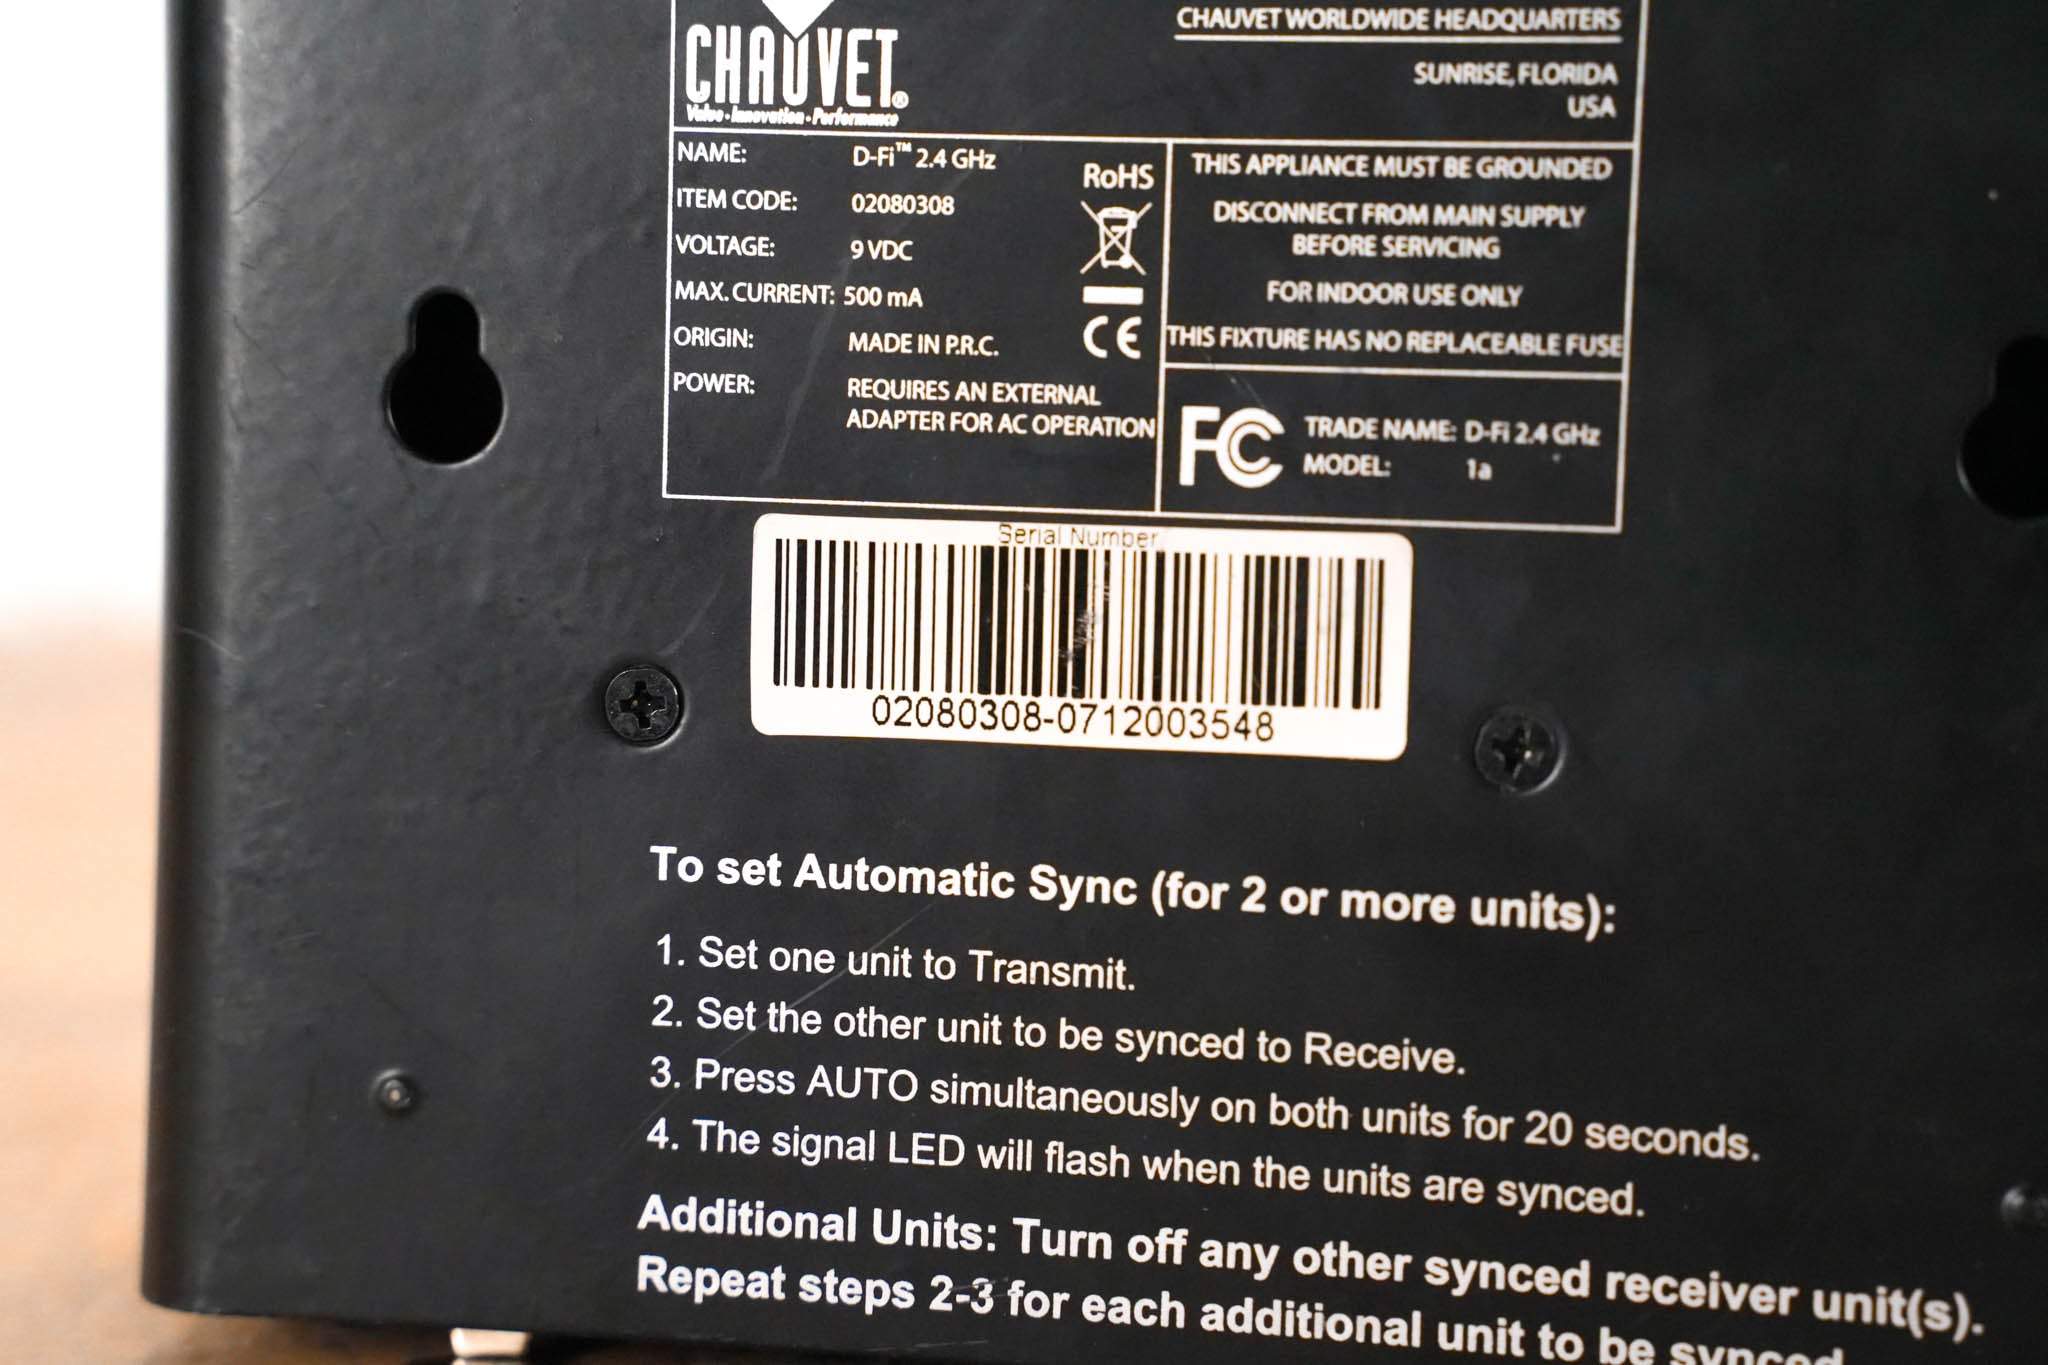 CHAUVET®
Value · Innovation · Performance
CHAUVET WORLDWIDE HEADQUARTERS
SUNRISE, FLORIDA
USA
NAME: D-Fi™ 2.4 GHz
ITEM CODE: 02080308
VOLTAGE: 9 VDC
MAX. CURRENT: 500 mA
ORIGIN: MADE IN P.R.C.
POWER: REQUIRES AN EXTERNAL
ADAPTER FOR AC OPERATION
RoHS
CE
THIS APPLIANCE MUST BE GROUNDED
DISCONNECT FROM MAIN SUPPLY
BEFORE SERVICING
FOR INDOOR USE ONLY
THIS FIXTURE HAS NO REPLACEABLE FUSE
FC
TRADE NAME: D-Fi 2.4 GHz
MODEL: 1a
Serial Number
02080308-0712003548
To set Automatic Sync (for 2 or more units):
1. Set one unit to Transmit.
2. Set the other unit to be synced to Receive.
3. Press AUTO simultaneously on both units for 20 seconds.
4. The signal LED will flash when the units are synced.
Additional Units: Turn off any other synced receiver unit(s).
Repeat steps 2-3 for each additional unit to be synced